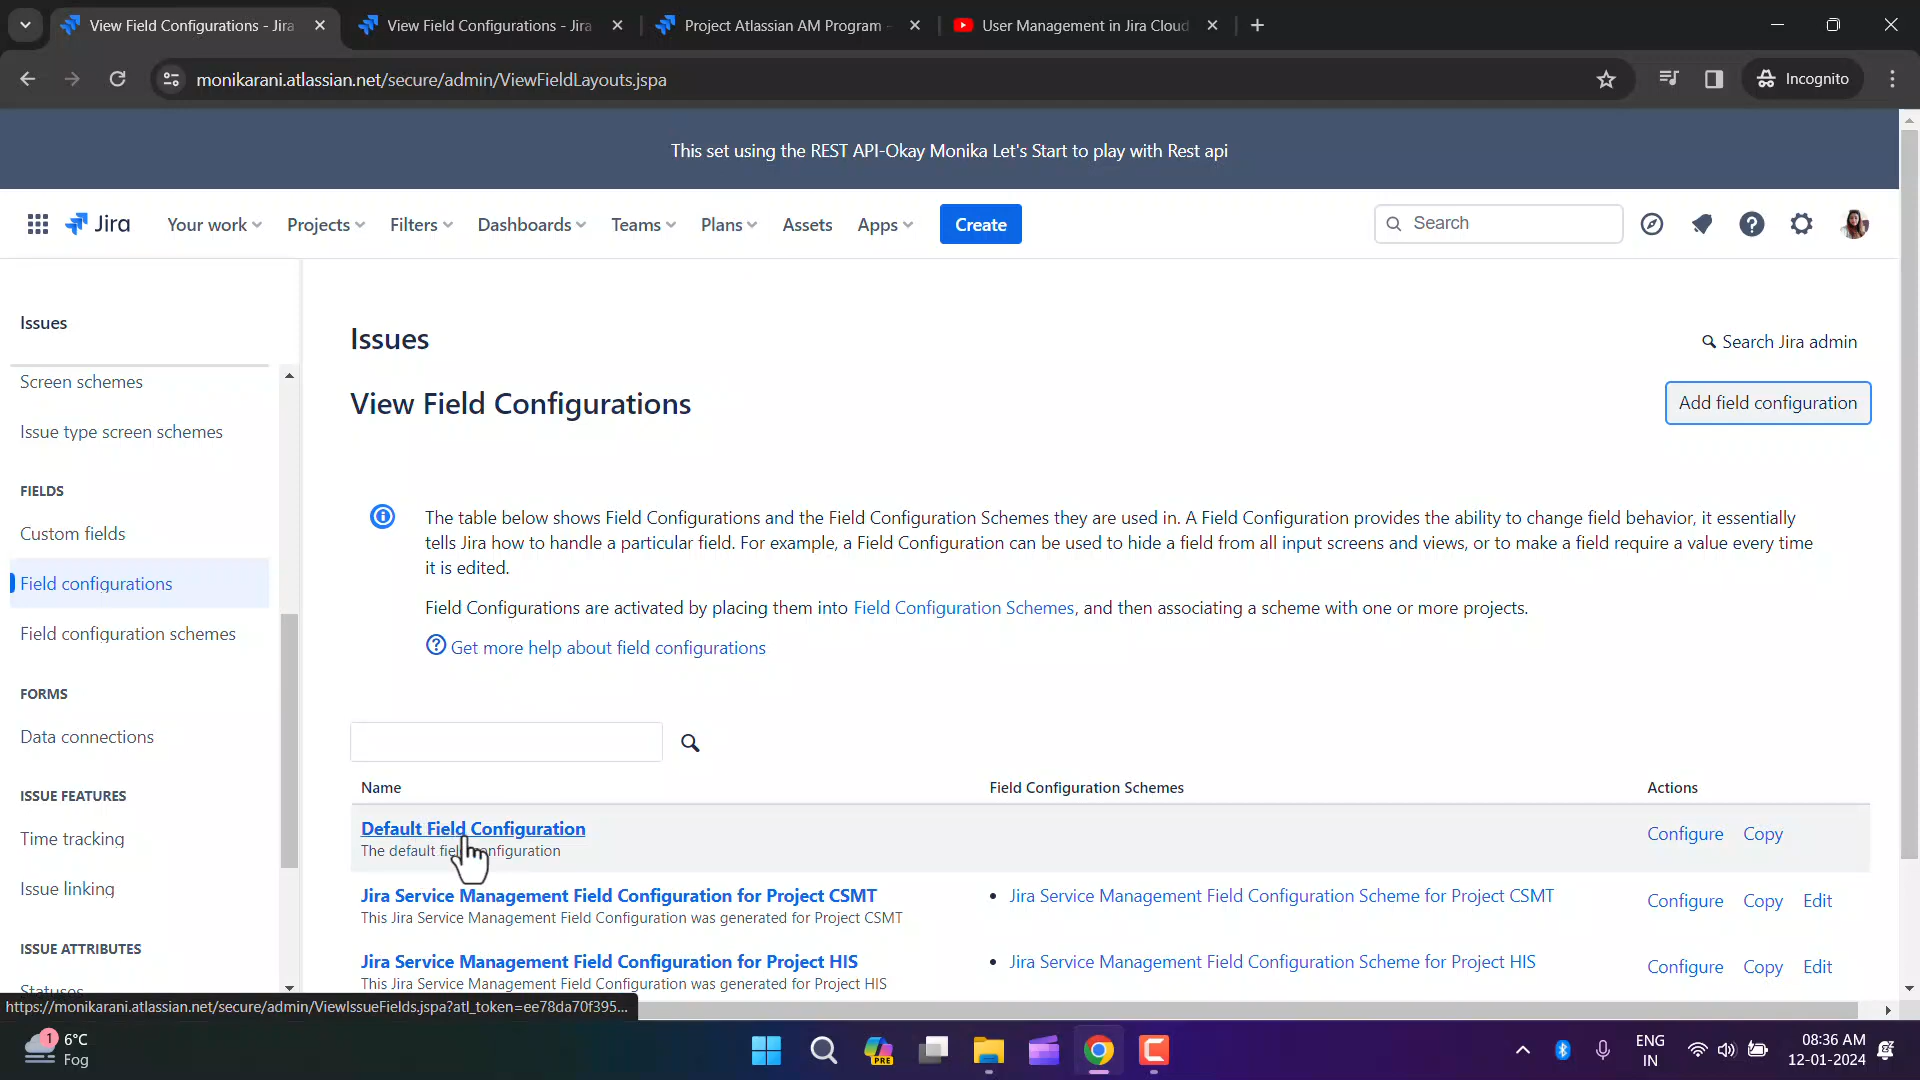 View Field Configurations - Jira
View Field Configurations - Jira
Project Atlassian AM Program -
User Management in Jira Cloud
monikarani.atlassian.net/secure/admin/ViewFieldLayouts.jspa
Incognito
This set using the REST API-Okay Monika Let's Start to play with Rest api
Jira
Your work
Projects
Filters
Dashboards
Teams
Plans
Assets
Apps
Create
Search
Issues
Screen schemes
Issue type screen schemes
FIELDS
Custom fields
Field configurations
Field configuration schemes
FORMS
Data connections
ISSUE FEATURES
Time tracking
Issue linking
ISSUE ATTRIBUTES
Statuses
Issues
Search Jira admin
View Field Configurations
Add field configuration
The table below shows Field Configurations and the Field Configuration Schemes they are used in. A Field Configuration provides the ability to change field behavior, it essentially
tells Jira how to handle a particular field. For example, a Field Configuration can be used to hide a field from all input screens and views, or to make a field require a value every time
it is edited.
Field Configurations are activated by placing them into Field Configuration Schemes, and then associating a scheme with one or more projects.
Get more help about field configurations
Name
Field Configuration Schemes
Actions
Default Field Configuration
The default field configuration
Configure Copy
Jira Service Management Field Configuration for Project CSMT
This Jira Service Management Field Configuration was generated for Project CSMT
• Jira Service Management Field Configuration Scheme for Project CSMT
Configure Copy Edit
Jira Service Management Field Configuration for Project HIS
This Jira Service Management Field Configuration was generated for Project HIS
• Jira Service Management Field Configuration Scheme for Project HIS
Configure Copy Edit
https://monikarani.atlassian.net/secure/admin/ViewIssueFields.jspa?atl_token=ee78da70f395...
1
6°C
Fog
PRE
ENG
IN
08:36 AM
12-01-2024